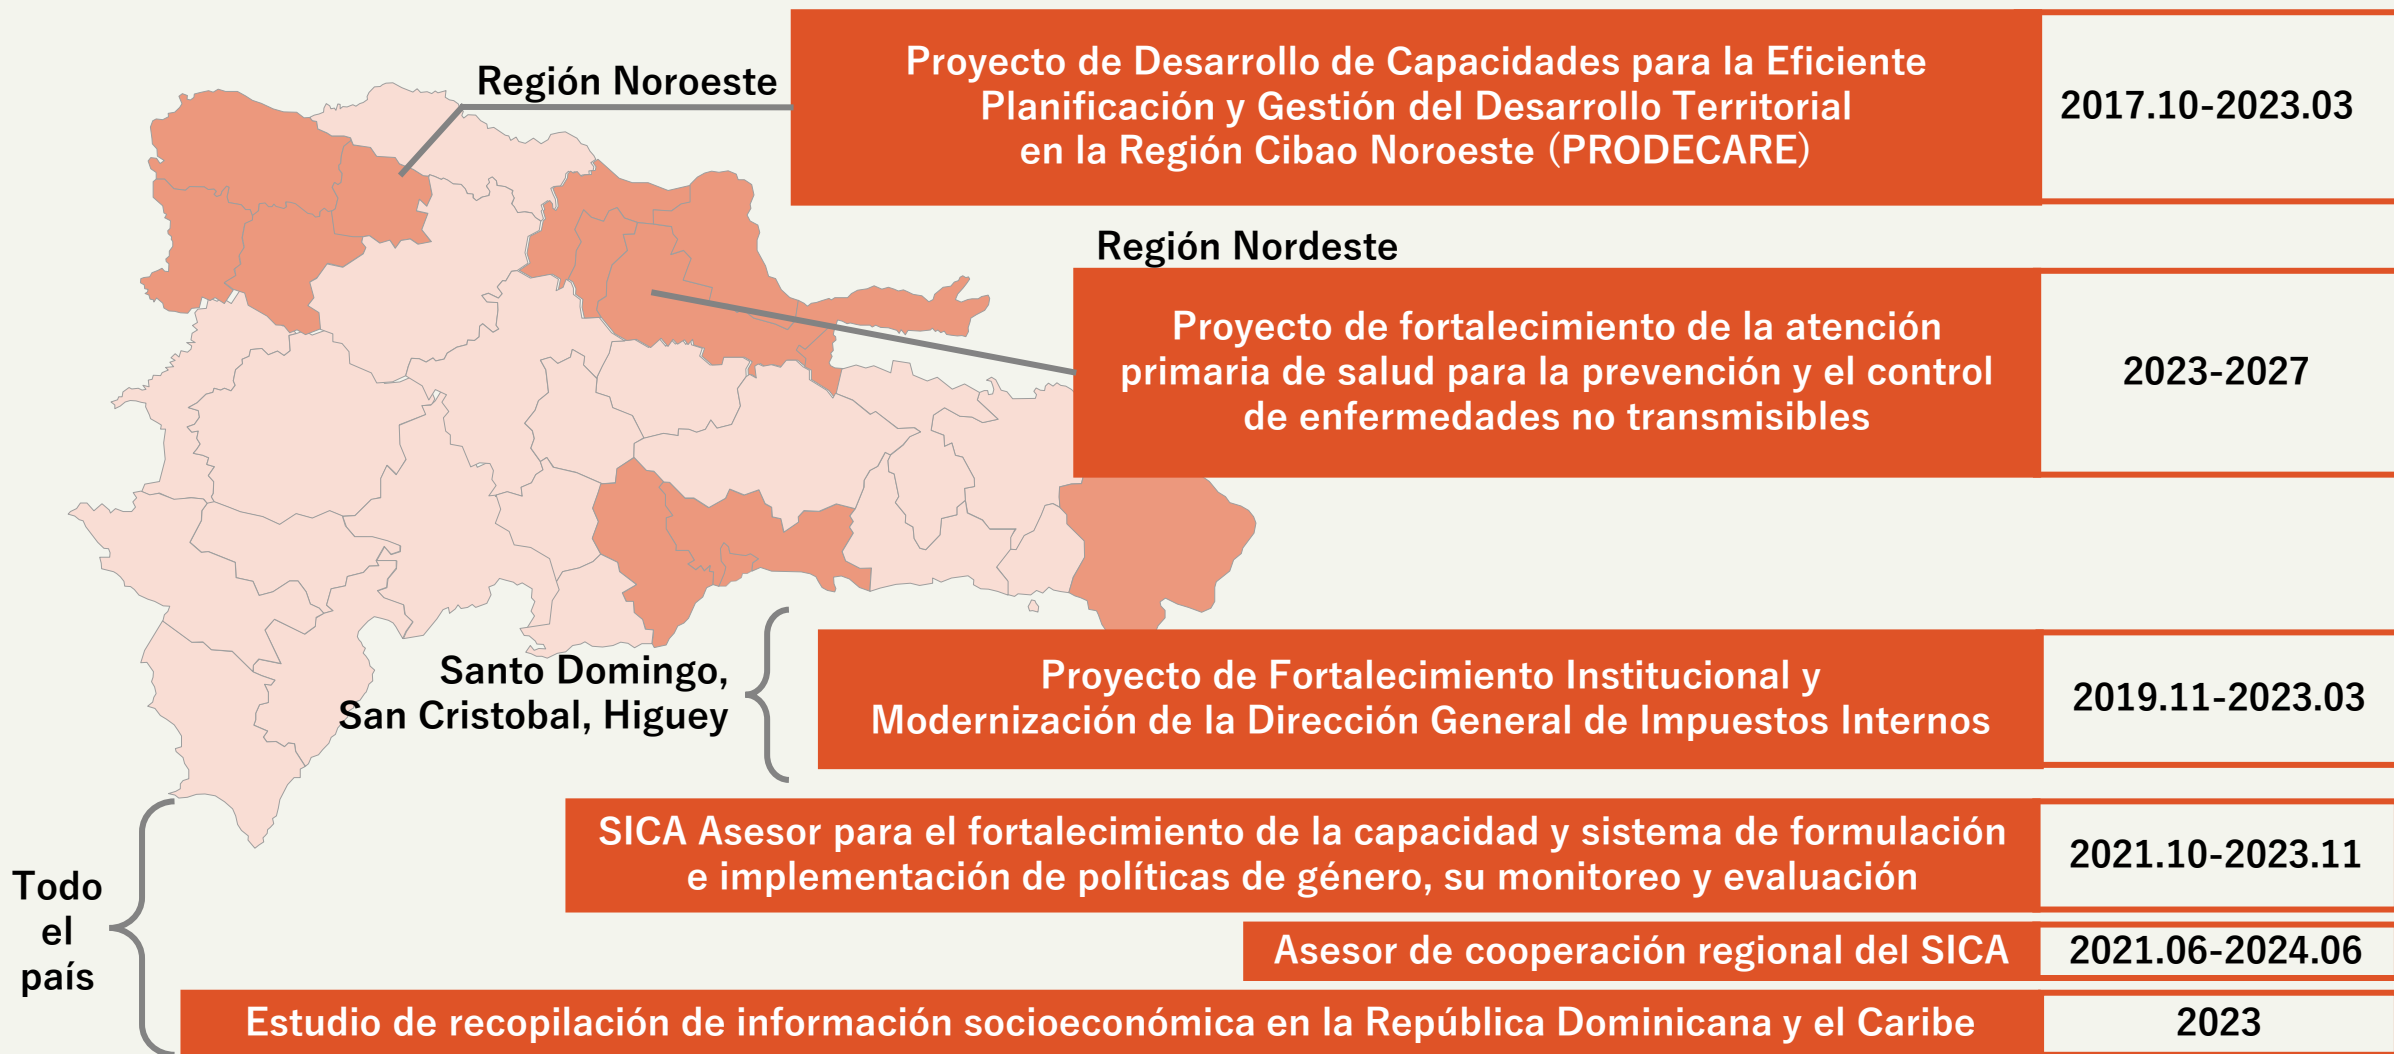 Región Noroeste
Proyecto de Desarrollo de Capacidades para la Eficiente
Planificación y Gestión del Desarrollo Territorial
en la Región Cibao Noroeste (PRODECARE)
2017.10-2023.03
Región Nordeste
Proyecto de fortalecimiento de la atención
primaria de salud para la prevención y el control
de enfermedades no transmisibles
2023-2027
Santo Domingo,
San Cristobal, Higuey
Proyecto de Fortalecimiento Institucional y
Modernización de la Dirección General de Impuestos Internos
2019.11-2023.03
Todo
el
país
SICA Asesor para el fortalecimiento de la capacidad y sistema de formulación
e implementación de políticas de género, su monitoreo y evaluación
2021.10-2023.11
Asesor de cooperación regional del SICA
2021.06-2024.06
Estudio de recopilación de información socioeconómica en la República Dominicana y el Caribe
2023